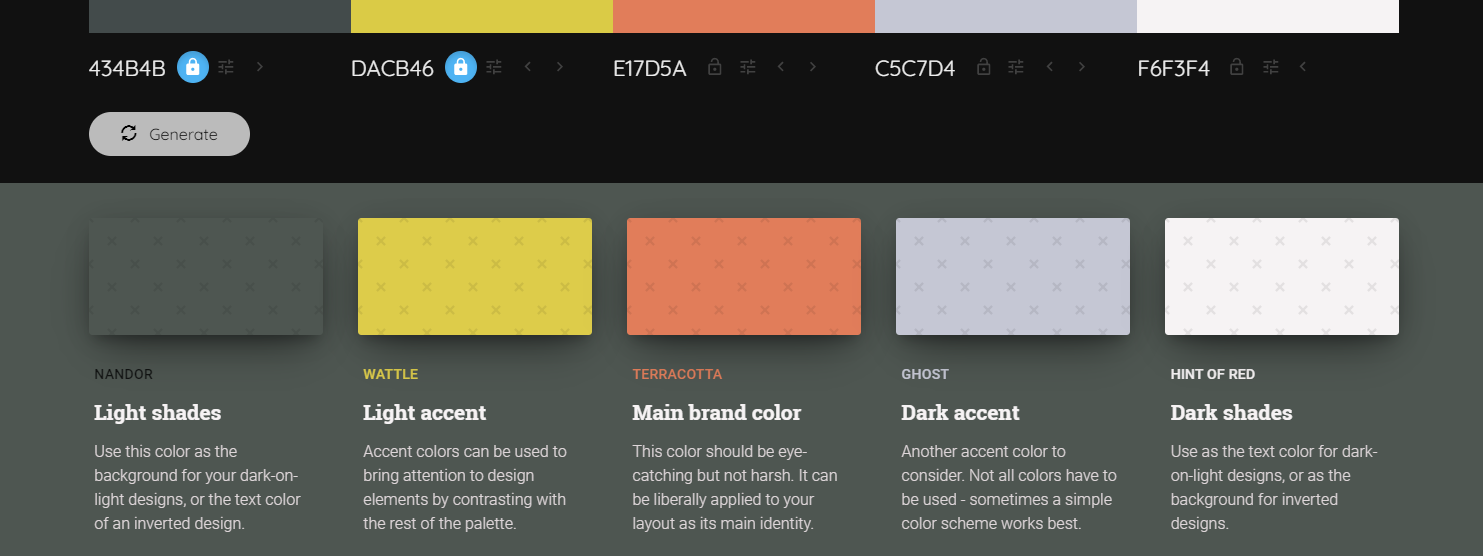 434B4B
DACB46
E17D5A
C5C7D4
F6F3F4
Generate
NANDOR
Light shades
Use this color as the
background for your dark-on-
light designs, or the text color
of an inverted design.
WATTLE
Light accent
Accent colors can be used to
bring attention to design
elements by contrasting with
the rest of the palette.
TERRACOTTA
Main brand color
This color should be eye-
catching but not harsh. It can
be liberally applied to your
layout as its main identity.
GHOST
Dark accent
Another accent color to
consider. Not all colors have to
be used - sometimes a simple
color scheme works best.
HINT OF RED
Dark shades
Use as the text color for dark-
on-light designs, or as the
background for inverted
designs.